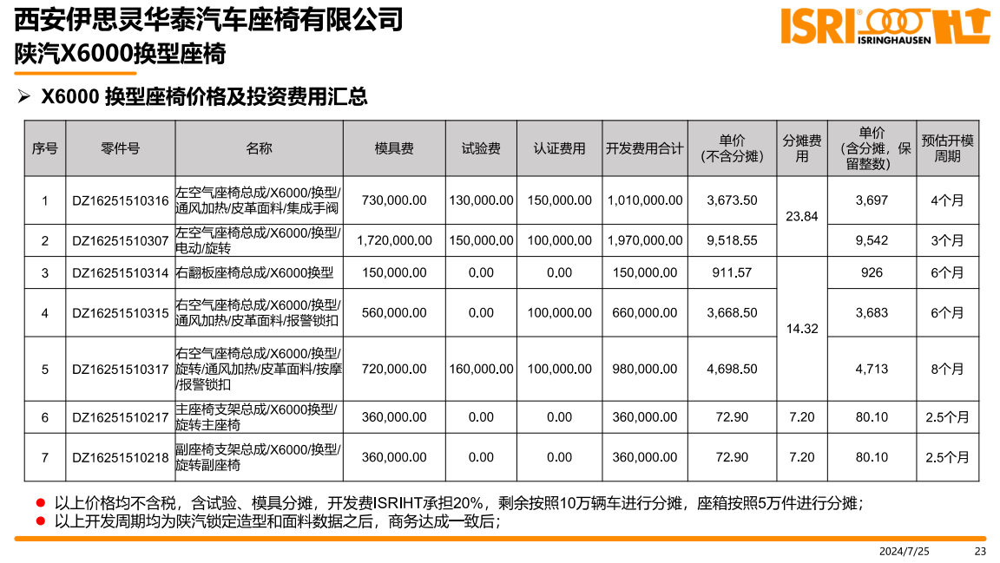 西安伊思灵华泰汽车座椅有限公司
陕汽X6000换型座椅
ISRI® HT
ISRINGHAUSEN
➢ X6000 换型座椅价格及投资费用汇总
序号 零件号 名称 模具费 试验费 认证费用 开发费用合计 单价（不含分摊） 分摊费用 单价（含分摊，保留整数） 预估开模周期
1 DZ16251510316 左空气座椅总成/X6000/换型/通风加热/皮革面料/集成手阀 730,000.00 130,000.00 150,000.00 1,010,000.00 3,673.50 23.84 3,697 4个月
2 DZ16251510307 左空气座椅总成/X6000/换型/电动/旋转 1,720,000.00 150,000.00 100,000.00 1,970,000.00 9,518.55 9,542 3个月
3 DZ16251510314 右翻板座椅总成/X6000换型 150,000.00 0.00 0.00 150,000.00 911.57 14.32 926 6个月
4 DZ16251510315 右空气座椅总成/X6000/换型/通风加热/皮革面料/报警锁扣 560,000.00 0.00 100,000.00 660,000.00 3,668.50 3,683 6个月
5 DZ16251510317 右空气座椅总成/X6000/换型/旋转/通风加热/皮革面料/按摩/报警锁扣 720,000.00 160,000.00 100,000.00 980,000.00 4,698.50 4,713 8个月
6 DZ16251510217 主座椅支架总成/X6000换型/旋转主座椅 360,000.00 0.00 0.00 360,000.00 72.90 7.20 80.10 2.5个月
7 DZ16251510218 副座椅支架总成/X6000/换型/旋转副座椅 360,000.00 0.00 0.00 360,000.00 72.90 7.20 80.10 2.5个月
● 以上价格均不含税，含试验、模具分摊，开发费ISRIHT承担20%，剩余按照10万辆车进行分摊，座箱按照5万件进行分摊；
● 以上开发周期均为陕汽锁定造型和面料数据之后，商务达成一致后；
2024/7/25 23